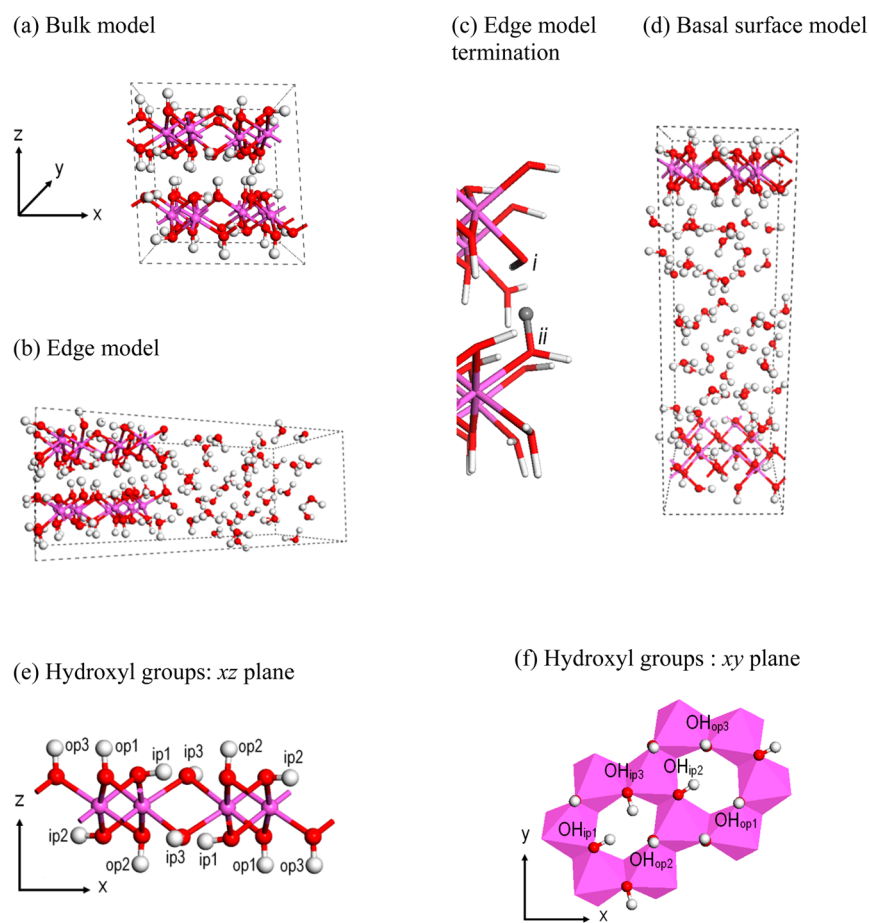 (a) Bulk model
z
y
x
(b) Edge model
(c) Edge model
termination
i
ii
(d) Basal surface model
(e) Hydroxyl groups: xz plane
op3 op1 ip1 ip3 op2 ip2
ip2 op2 ip3 ip1 op1 op3
z
x
(f) Hydroxyl groups : xy plane
OHop3
OHip3 OHip2
OHip1 OHop1
OHop2
y
x